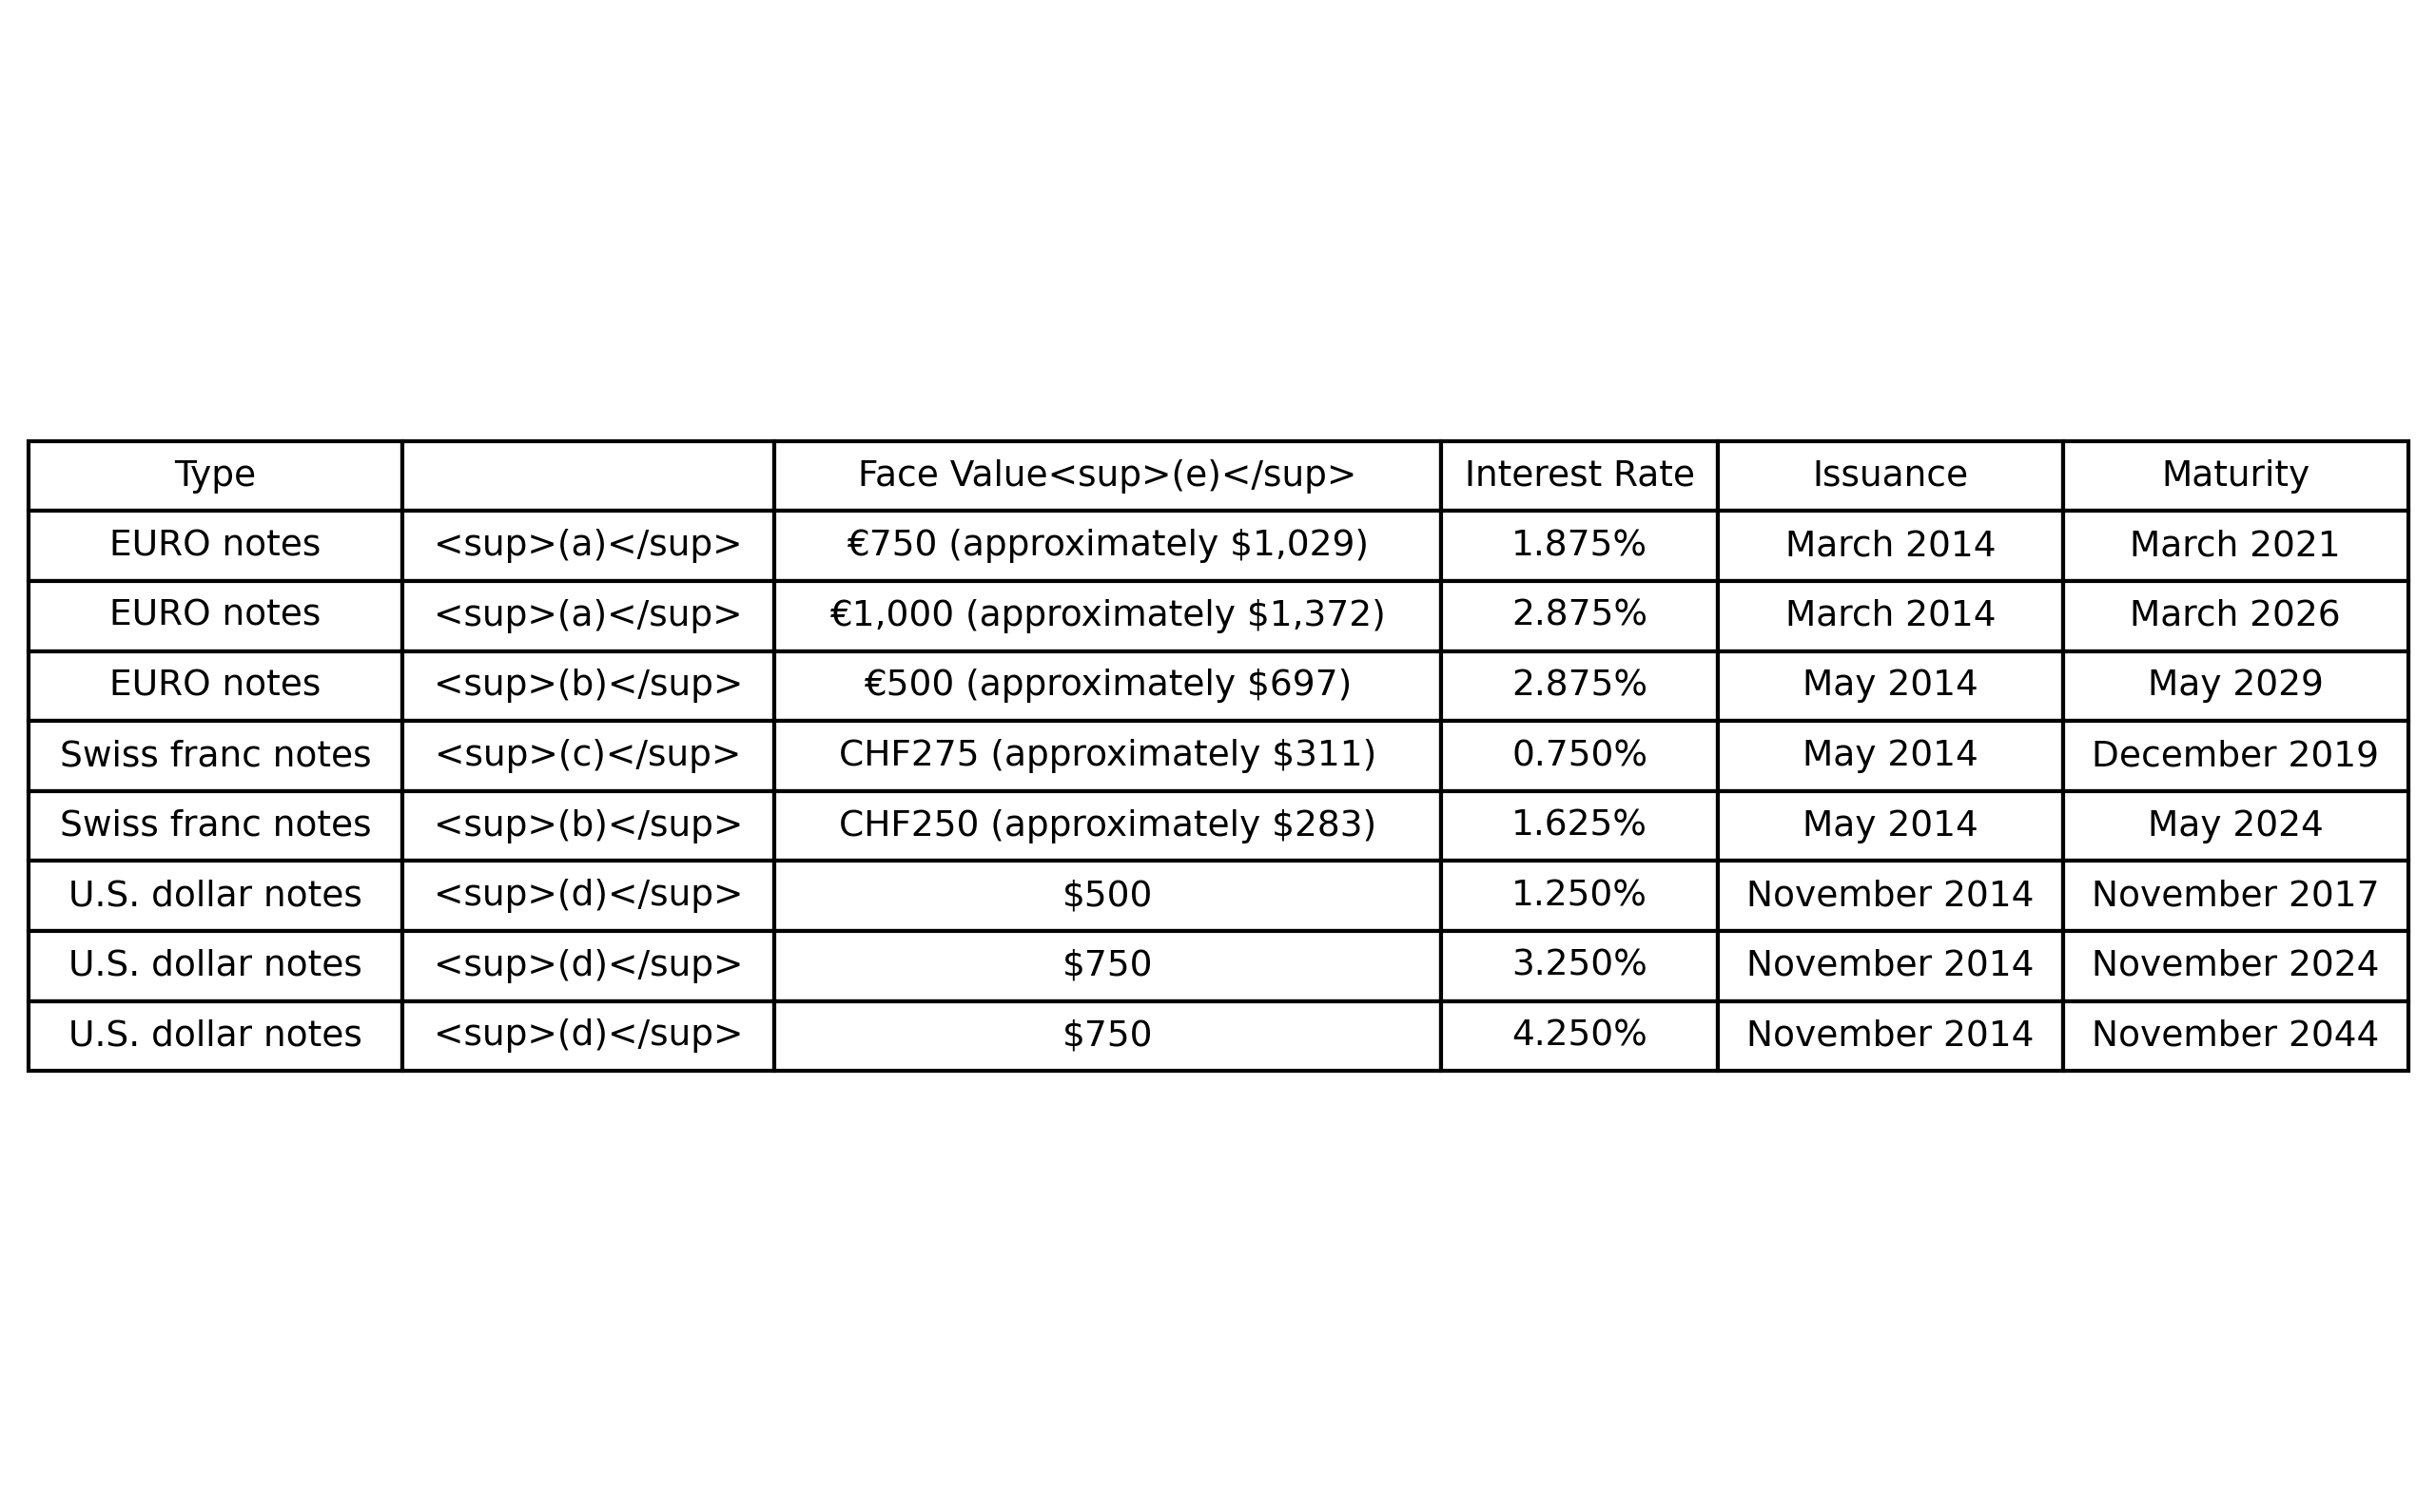 Type Face Value<sup>(e)</sup> Interest Rate Issuance Maturity
EURO notes <sup>(a)</sup> €750 (approximately $1,029) 1.875% March 2014 March 2021
EURO notes <sup>(a)</sup> €1,000 (approximately $1,372) 2.875% March 2014 March 2026
EURO notes <sup>(b)</sup> €500 (approximately $697) 2.875% May 2014 May 2029
Swiss franc notes <sup>(c)</sup> CHF275 (approximately $311) 0.750% May 2014 December 2019
Swiss franc notes <sup>(b)</sup> CHF250 (approximately $283) 1.625% May 2014 May 2024
U.S. dollar notes <sup>(d)</sup> $500 1.250% November 2014 November 2017
U.S. dollar notes <sup>(d)</sup> $750 3.250% November 2014 November 2024
U.S. dollar notes <sup>(d)</sup> $750 4.250% November 2014 November 2044